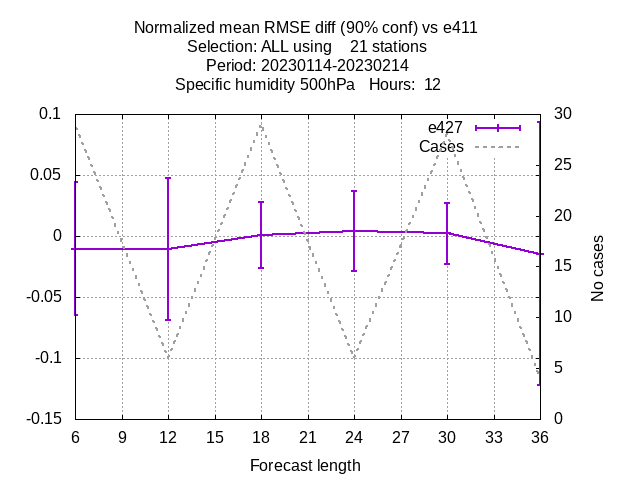 Normalized mean RMSE diff (90% conf) vs e411
Selection: ALL using    21 stations
Period: 20230114-20230214
Specific humidity 500hPa   Hours:  12
0.1
0.05
0
-0.05
-0.1
-0.15
30
25
20
15
10
5
0
e427
Cases
No cases
6 9 12 15 18 21 24 27 30 33 36
Forecast length